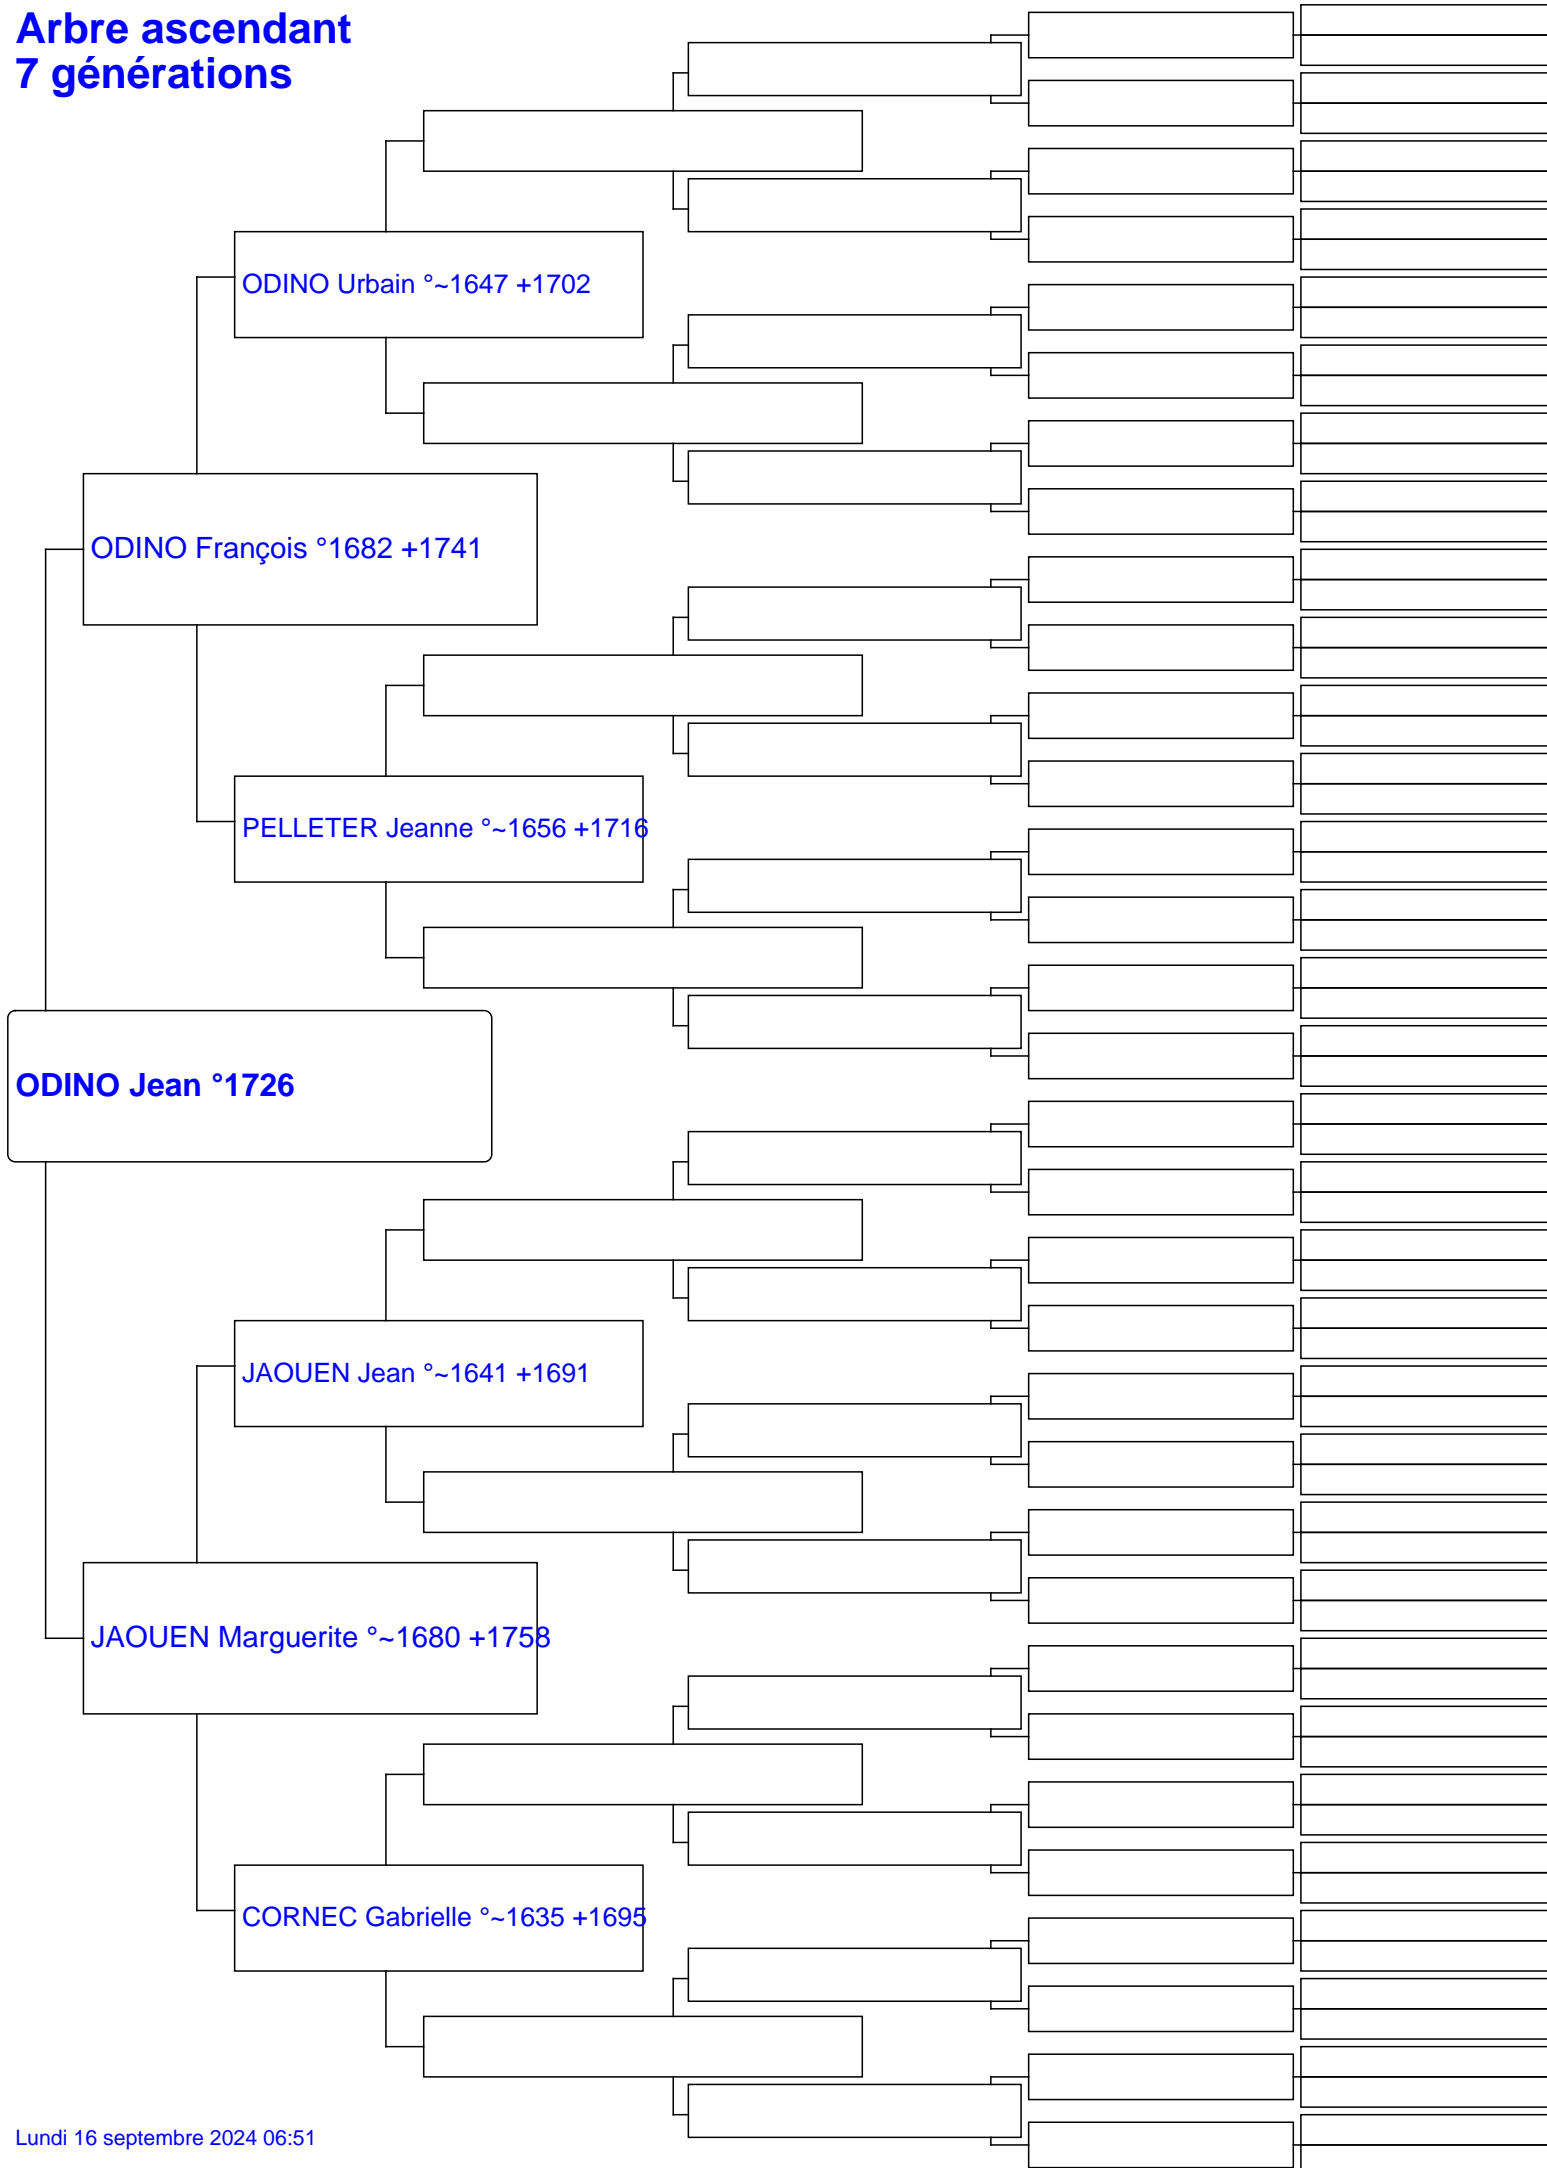 Arbre ascendant
7 générations
ODINO Urbain °~1647 +1702
ODINO François °1682 +1741
PELLETER Jeanne °~1656 +1716
ODINO Jean °1726
JAOUEN Jean °~1641 +1691
JAOUEN Marguerite °~1680 +1758
CORNEC Gabrielle °~1635 +1695
Lundi 16 septembre 2024 06:51